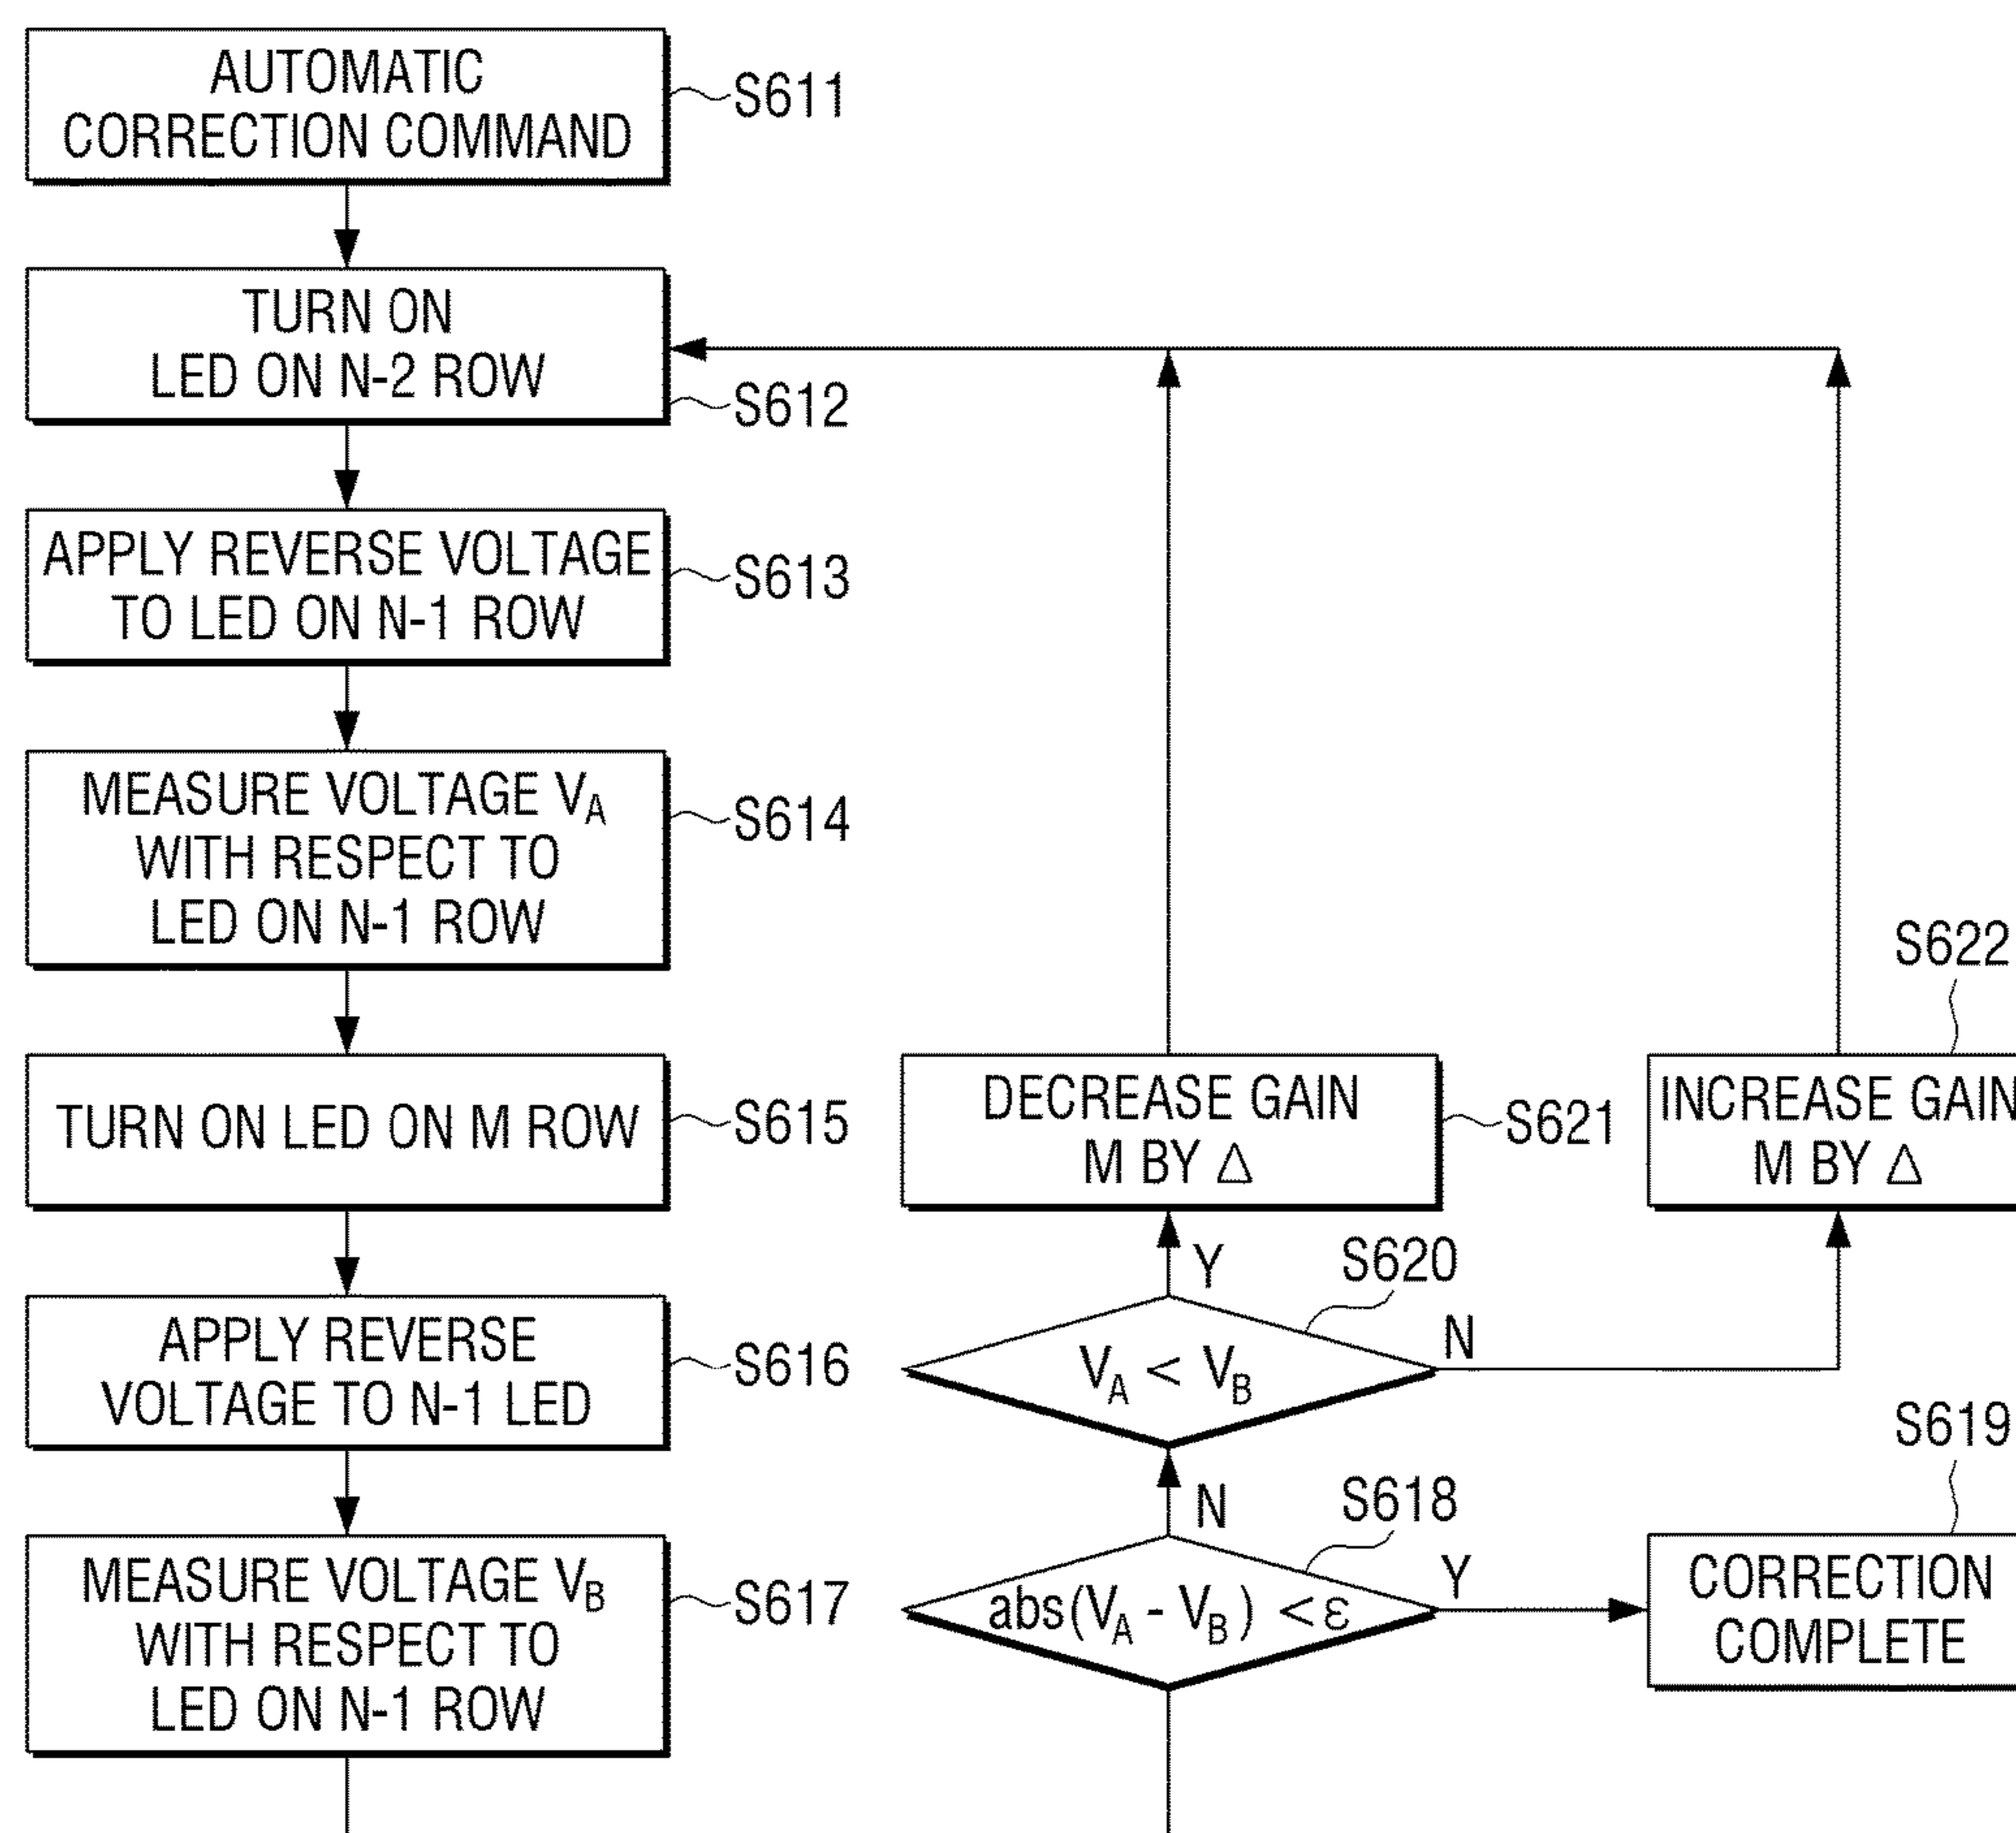 AUTOMATIC
CORRECTION COMMAND
S611
TURN ON
LED ON N-2 ROW
S612
APPLY REVERSE VOLTAGE
TO LED ON N-1 ROW
S613
MEASURE VOLTAGE VA
WITH RESPECT TO
LED ON N-1 ROW
S614
TURN ON LED ON M ROW
S615
APPLY REVERSE
VOLTAGE TO N-1 LED
S616
MEASURE VOLTAGE VB
WITH RESPECT TO
LED ON N-1 ROW
S617
abs(VA - VB) < ε
S618
Y
N
CORRECTION
COMPLETE
S619
VA < VB
S620
Y
N
DECREASE GAIN
M BY △
S621
INCREASE GAIN
M BY △
S622